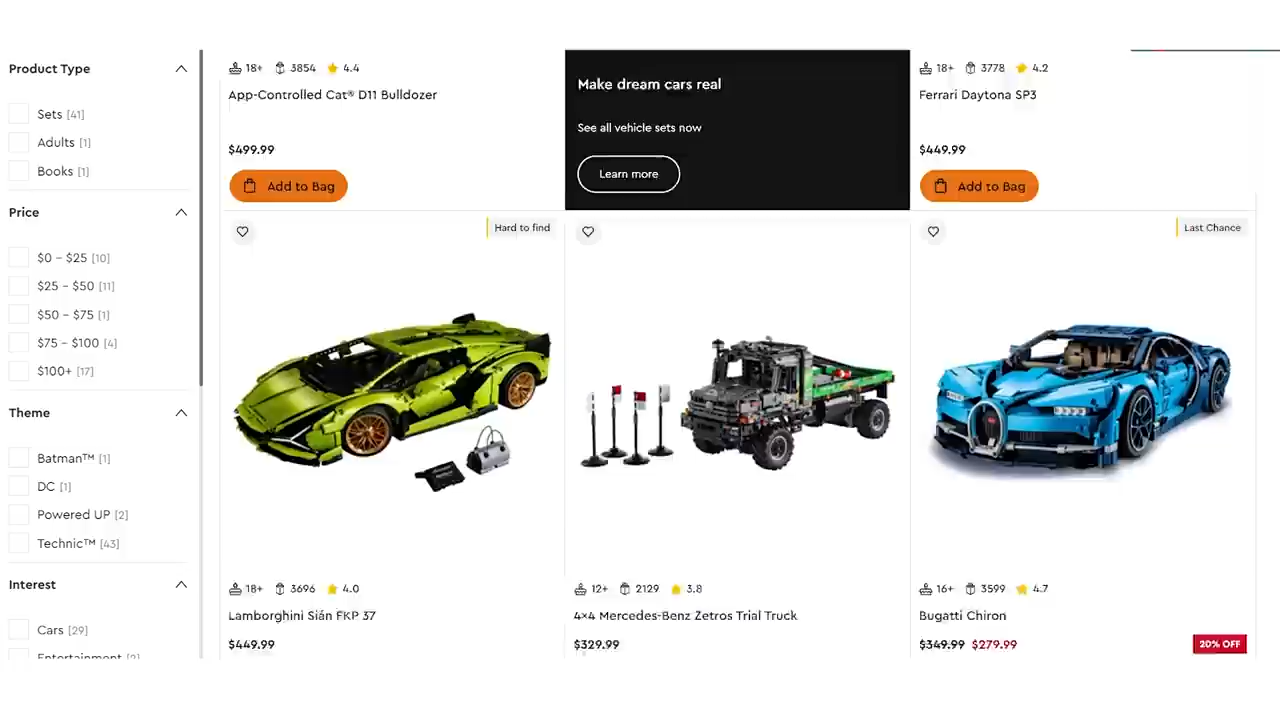 Product Type
Sets [41]
Adults [1]
Books [1]
Price
$0 – $25 [10]
$25 – $50 [11]
$50 – $75 [1]
$75 – $100 [4]
$100+ [17]
Theme
Batman™ [1]
DC [1]
Powered UP [2]
Technic™ [43]
Interest
Cars [29]
Entertainment [2]
18+ 3854 4.4
App-Controlled Cat® D11 Bulldozer
$499.99
Add to Bag
Make dream cars real
See all vehicle sets now
Learn more
18+ 3778 4.2
Ferrari Daytona SP3
$449.99
Add to Bag
Hard to find
18+ 3696 4.0
Lamborghini Sián FKP 37
$449.99
12+ 2129 3.8
4x4 Mercedes-Benz Zetros Trial Truck
$329.99
Last Chance
16+ 3599 4.7
Bugatti Chiron
$349.99 $279.99
20% OFF